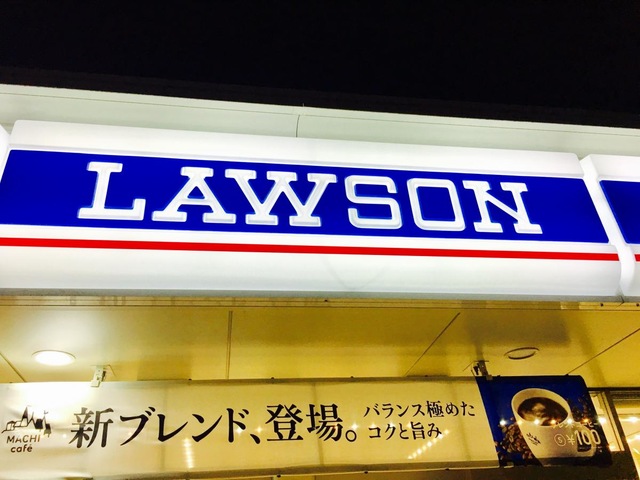 LAWSON
MACHI
café
新ブレンド、登場。
バランス極めた
コクと旨み
S ¥100